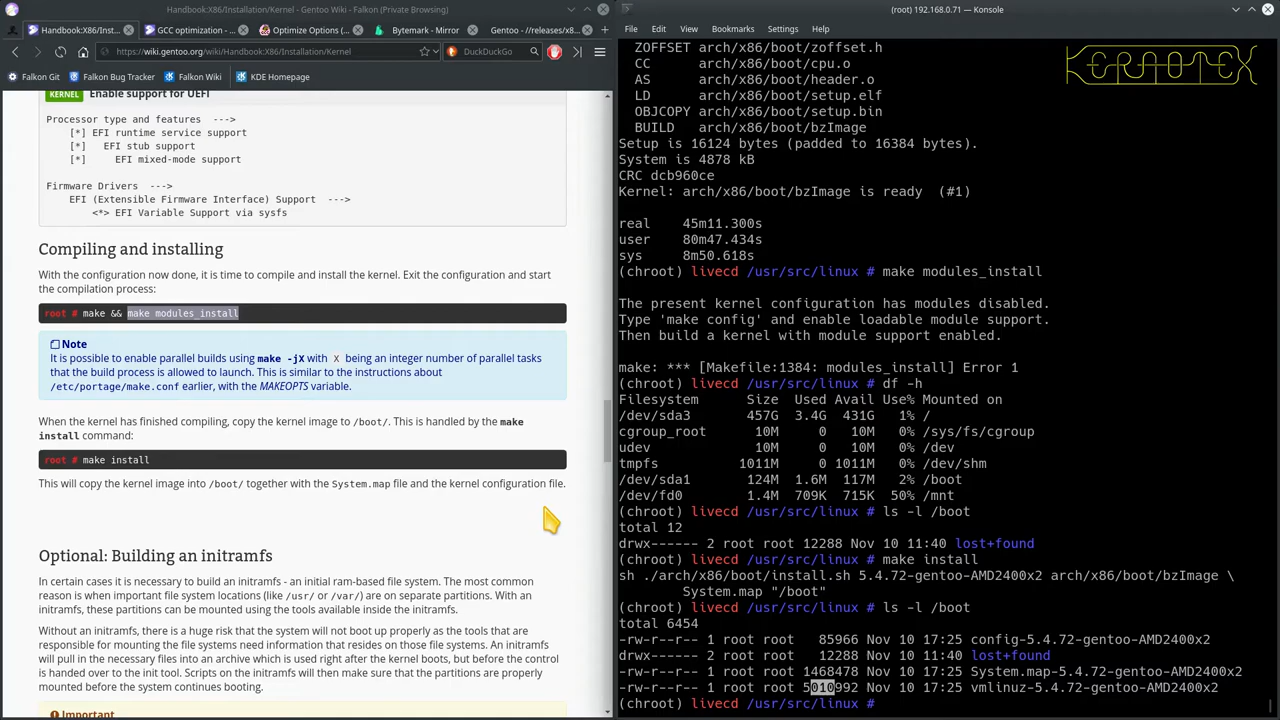 Handbook:X86/Installation/Kernel - Gentoo Wiki - Falkon (Private Browsing)
Handbook:X86/Inst...
GCC optimization - ...
Optimize Options (...
Bytemark - Mirror
Gentoo - //releases/x8...
https://wiki.gentoo.org/wiki/Handbook:X86/Installation/Kernel
DuckDuckGo
Falkon Git
Falkon Bug Tracker
Falkon Wiki
KDE Homepage
KERNEL Enable support for UEFI
Processor type and features --->
[*] EFI runtime service support
[*] EFI stub support
[*] EFI mixed-mode support
Firmware Drivers --->
EFI (Extensible Firmware Interface) Support --->
<*> EFI Variable Support via sysfs
Compiling and installing
With the configuration now done, it is time to compile and install the kernel. Exit the configuration and start
the compilation process:
root # make && make modules_install
Note
It is possible to enable parallel builds using make -jX with X being an integer number of parallel tasks
that the build process is allowed to launch. This is similar to the instructions about
/etc/portage/make.conf earlier, with the MAKEOPTS variable.
When the kernel has finished compiling, copy the kernel image to /boot/. This is handled by the make
install command:
root # make install
This will copy the kernel image into /boot/ together with the System.map file and the kernel configuration file.
Optional: Building an initramfs
In certain cases it is necessary to build an initramfs - an initial ram-based file system. The most common
reason is when important file system locations (like /usr/ or /var/) are on separate partitions. With an
initramfs, these partitions can be mounted using the tools available inside the initramfs.
Without an initramfs, there is a huge risk that the system will not boot up properly as the tools that are
responsible for mounting the file systems need information that resides on those file systems. An initramfs
will pull in the necessary files into an archive which is used right after the kernel boots, but before the control
is handed over to the init tool. Scripts on the initramfs will then make sure that the partitions are properly
mounted before the system continues booting.
Important
(root) 192.168.0.71 — Konsole
File Edit View Bookmarks Settings Help
KERAOTEX
ZOFFSET arch/x86/boot/zoffset.h
CC arch/x86/boot/cpu.o
AS arch/x86/boot/header.o
LD arch/x86/boot/setup.elf
OBJCOPY arch/x86/boot/setup.bin
BUILD arch/x86/boot/bzImage
Setup is 16124 bytes (padded to 16384 bytes).
System is 4878 kB
CRC dcb960ce
Kernel: arch/x86/boot/bzImage is ready (#1)
real 45m11.300s
user 80m47.434s
sys 8m50.618s
(chroot) livecd /usr/src/linux # make modules_install
The present kernel configuration has modules disabled.
Type 'make config' and enable loadable module support.
Then build a kernel with module support enabled.
make: *** [Makefile:1384: modules_install] Error 1
(chroot) livecd /usr/src/linux # df -h
Filesystem Size Used Avail Use% Mounted on
/dev/sda3 457G 3.4G 431G 1% /
cgroup_root 10M 0 10M 0% /sys/fs/cgroup
udev 10M 0 10M 0% /dev
tmpfs 1011M 0 1011M 0% /dev/shm
/dev/sda1 124M 1.6M 117M 2% /boot
/dev/fd0 1.4M 709K 715K 50% /mnt
(chroot) livecd /usr/src/linux # ls -l /boot
total 12
drwx------ 2 root root 12288 Nov 10 11:40 lost+found
(chroot) livecd /usr/src/linux # make install
sh ./arch/x86/boot/install.sh 5.4.72-gentoo-AMD2400x2 arch/x86/boot/bzImage \
System.map "/boot"
(chroot) livecd /usr/src/linux # ls -l /boot
total 6454
-rw-r--r-- 1 root root 85966 Nov 10 17:25 config-5.4.72-gentoo-AMD2400x2
drwx------ 2 root root 12288 Nov 10 11:40 lost+found
-rw-r--r-- 1 root root 1468478 Nov 10 17:25 System.map-5.4.72-gentoo-AMD2400x2
-rw-r--r-- 1 root root 5010992 Nov 10 17:25 vmlinuz-5.4.72-gentoo-AMD2400x2
(chroot) livecd /usr/src/linux #